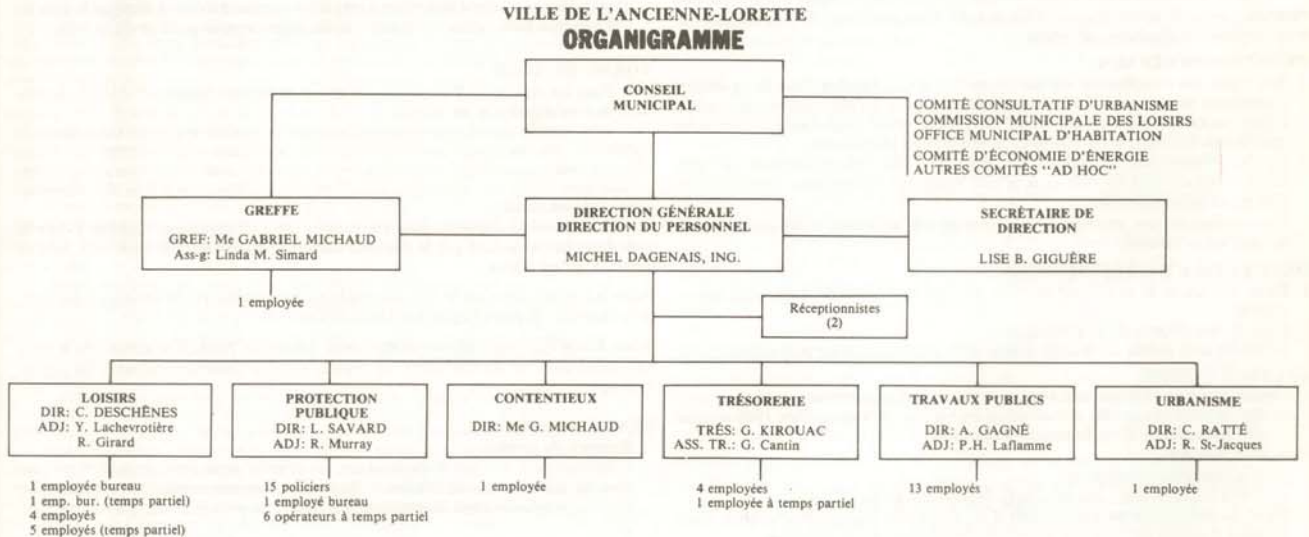 VILLE DE L'ANCIENNE-LORETTE
ORGANIGRAMME
CONSEIL
MUNICIPAL
COMITÉ CONSULTATIF D'URBANISME
COMMISSION MUNICIPALE DES LOISIRS
OFFICE MUNICIPAL D'HABITATION
COMITÉ D'ÉCONOMIE D'ÉNERGIE
AUTRES COMITÉS "AD HOC"
GREFFE
GREF: Me GABRIEL MICHAUD
Ass-g: Linda M. Simard
1 employée
DIRECTION GÉNÉRALE
DIRECTION DU PERSONNEL
MICHEL DAGENAIS, ING.
SECRÉTAIRE DE
DIRECTION
LISE B. GIGUÈRE
Réceptionnistes
(2)
LOISIRS
DIR: C. DESCHÊNES
ADJ: Y. Lachevrotière
R. Girard
1 employée bureau
1 emp. bur. (temps partiel)
4 employés
5 employés (temps partiel)
PROTECTION
PUBLIQUE
DIR: L. SAVARD
ADJ: R. Murray
15 policiers
1 employé bureau
6 opérateurs à temps partiel
CONTENTIEUX
DIR: Me G. MICHAUD
1 employée
TRÉSORERIE
TRÉS: G. KIROUAC
ASS. TR.: G. Cantin
4 employées
1 employée à temps partiel
TRAVAUX PUBLICS
DIR: A. GAGNÉ
ADJ: P.H. Laflamme
13 employés
URBANISME
DIR: C. RATTÉ
ADJ: R. St-Jacques
1 employée